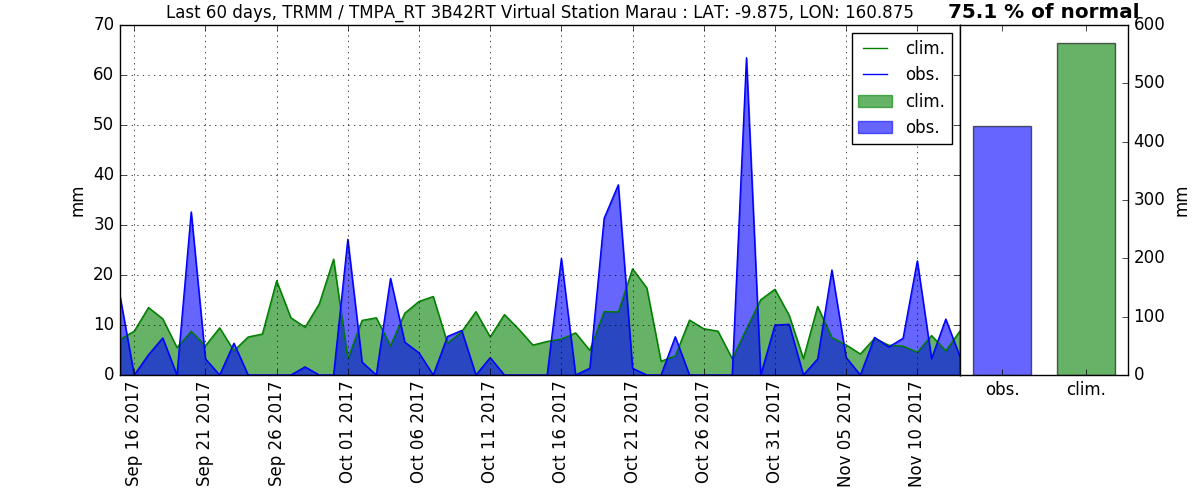 Last 60 days, TRMM / TMPA_RT 3B42RT Virtual Station Marau : LAT: -9.875, LON: 160.875
75.1 % of normal
70
60
50
40
30
20
10
0
mm
clim.
obs.
clim.
obs.
Sep 16 2017
Sep 21 2017
Sep 26 2017
Oct 01 2017
Oct 06 2017
Oct 11 2017
Oct 16 2017
Oct 21 2017
Oct 26 2017
Oct 31 2017
Nov 05 2017
Nov 10 2017
600
500
400
300
200
100
0
mm
obs. clim.